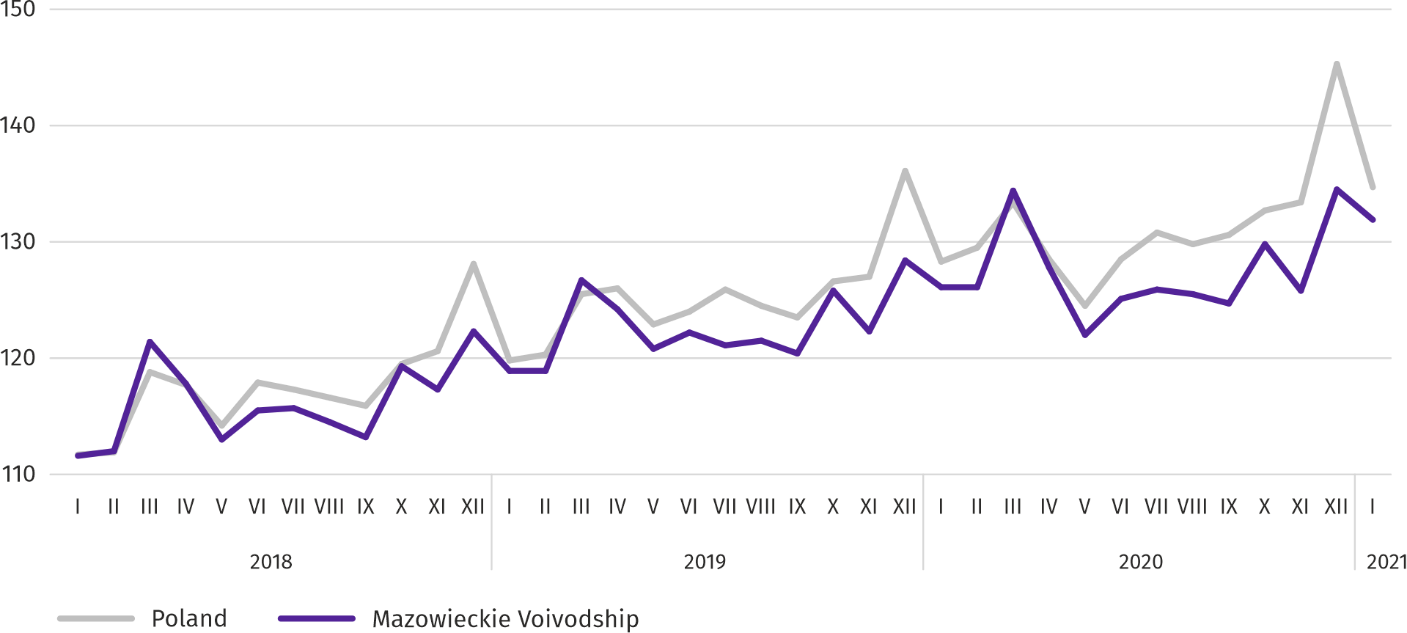 150
140
130
120
110
I II III IV V VI VII VIII IX X XI XII I II III IV V VI VII VIII IX X XI XII I II III IV V VI VII VIII IX X XI XII I
2018 2019 2020 2021
Poland Mazowieckie Voivodship